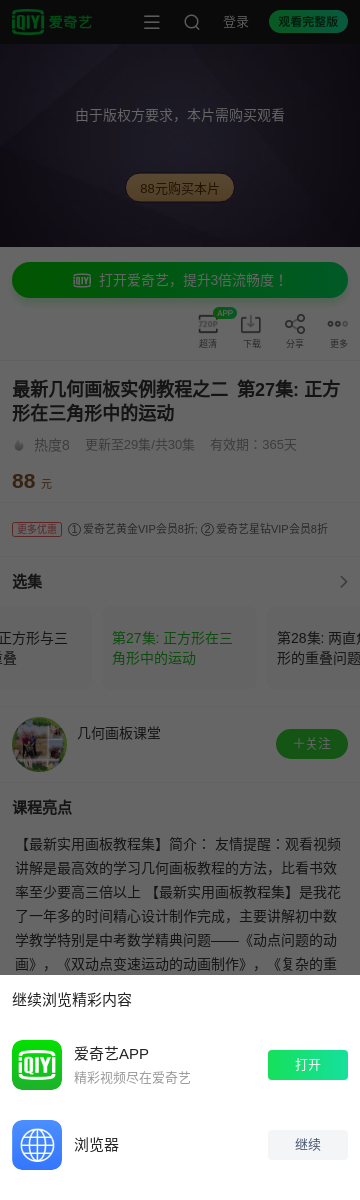 iQIYI 爱奇艺 登录 观看完整版
由于版权方要求，本片需购买观看
88元购买本片
iQIYI 打开爱奇艺，提升3倍流畅度！
720P APP
超清 下载 分享 更多
最新几何画板实例教程之二 第27集: 正方
形在三角形中的运动
热度8 更新至29集/共30集 有效期：365天
88 元
更多优惠 ①爱奇艺黄金VIP会员8折; ②爱奇艺星钻VIP会员8折
选集
正方形与三 第27集: 正方形在三 第28集: 两直
重叠 角形中的运动 形的重叠问题
几何画板课堂 ＋关注
课程亮点
【最新实用画板教程集】简介： 友情提醒：观看视频
讲解是最高效的学习几何画板教程的方法，比看书效
率至少要高三倍以上 【最新实用画板教程集】是我花
了一年多的时间精心设计制作完成，主要讲解初中数
学教学特别是中考数学精典问题——《动点问题的动
画》，《双动点变速运动的动画制作》，《复杂的重
继续浏览精彩内容
iQIYI 爱奇艺APP
精彩视频尽在爱奇艺 打开
浏览器 继续